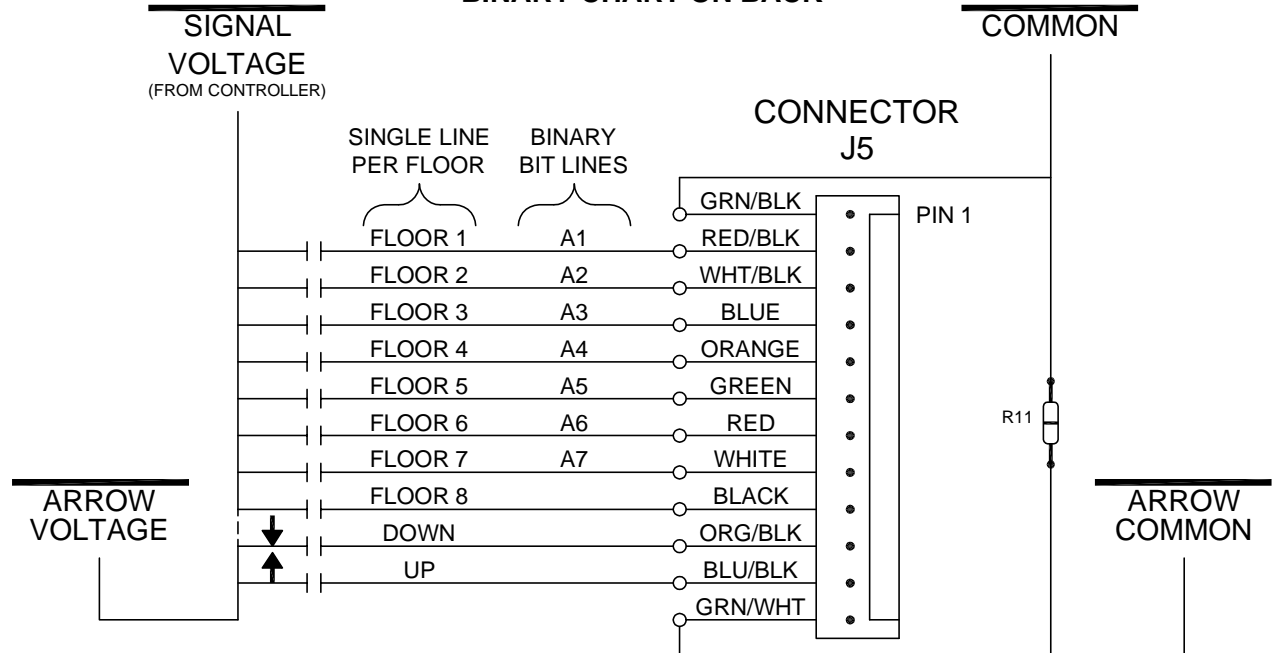 BINARY CHART ON BACK
SIGNAL
VOLTAGE
(FROM CONTROLLER)
COMMON
CONNECTOR
J5
SINGLE LINE
PER FLOOR
BINARY
BIT LINES
GRN/BLK
PIN 1
FLOOR 1 A1 RED/BLK
FLOOR 2 A2 WHT/BLK
FLOOR 3 A3 BLUE
FLOOR 4 A4 ORANGE
FLOOR 5 A5 GREEN
FLOOR 6 A6 RED
R11
FLOOR 7 A7 WHITE
FLOOR 8 BLACK
ARROW
VOLTAGE
DOWN ORG/BLK
UP BLU/BLK
GRN/WHT
ARROW
COMMON